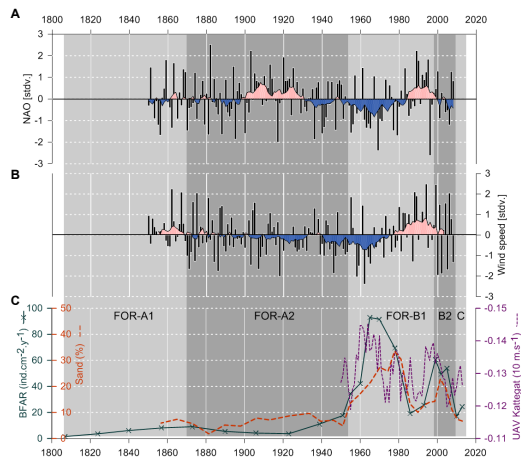 A
1800 1820 1840 1860 1880 1900 1920 1940 1960 1980 2000 2020
3
2
1
0
-1
-2
-3
NAO [stdv.]
B
3
2
1
0
-1
-2
-3
Wind speed [stdv.]
C
FOR-A1 FOR-A2 FOR-B1 B2 C
100 50 -0.15
80 40 -0.14
60 30 -0.13
40 20 -0.12
20 10
0 0 -0.11
BFAR (ind.cm-2.y-1)
Sand (%)
UAV Kattegat (10 m.s-1)
1800 1820 1840 1860 1880 1900 1920 1940 1960 1980 2000 2020